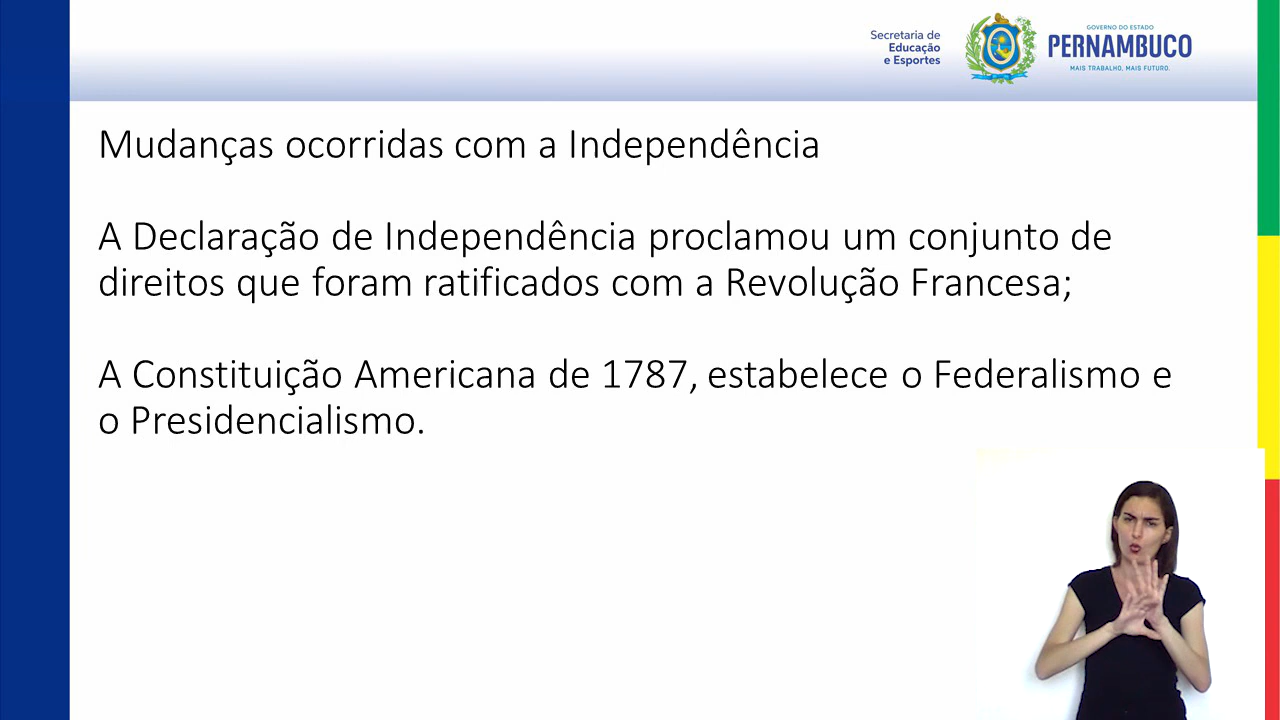 Secretaria de
Educação
e Esportes
GOVERNO DO ESTADO
PERNAMBUCO
MAIS TRABALHO, MAIS FUTURO.
Mudanças ocorridas com a Independência
A Declaração de Independência proclamou um conjunto de
direitos que foram ratificados com a Revolução Francesa;
A Constituição Americana de 1787, estabelece o Federalismo e
o Presidencialismo.